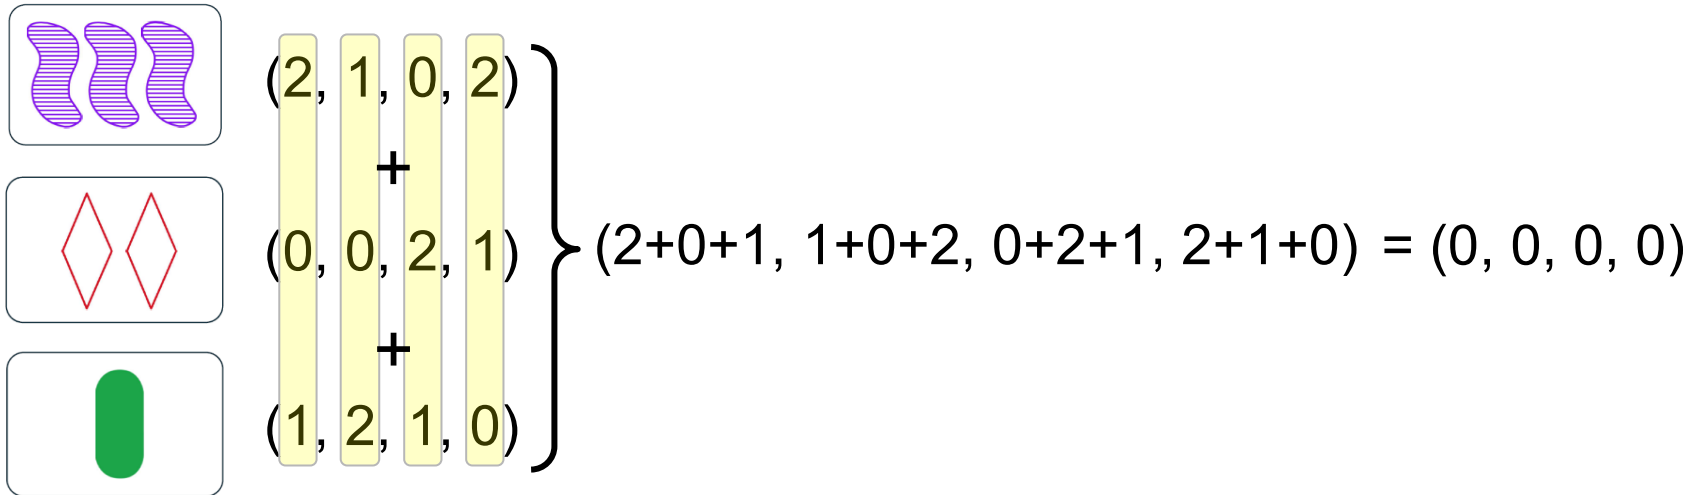 (2, 1, 0, 2)
+
(0, 0, 2, 1)
(2+0+1, 1+0+2, 0+2+1, 2+1+0) = (0, 0, 0, 0)
+
(1, 2, 1, 0)